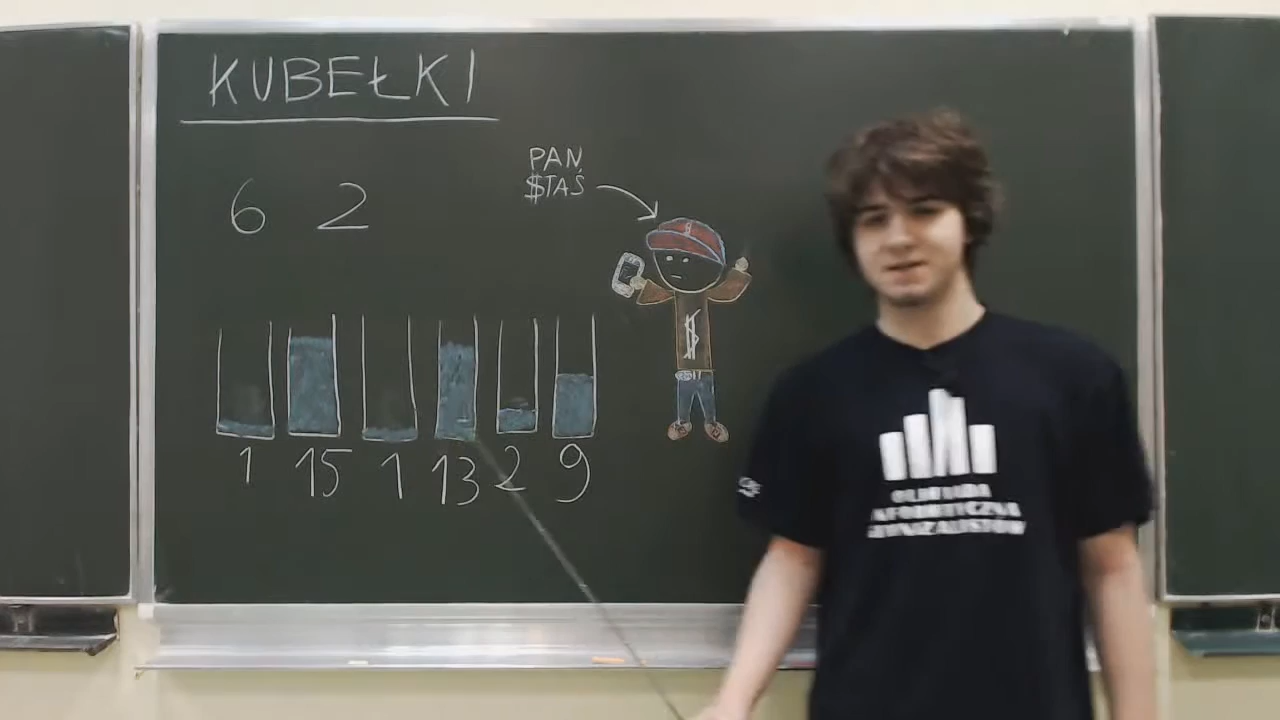 KUBEŁKI
PAN
$TAŚ
6 2
1 15 1 13 2 9
OLIMPIADA
INFORMATYCZNA
GIMNAZJALISTÓW